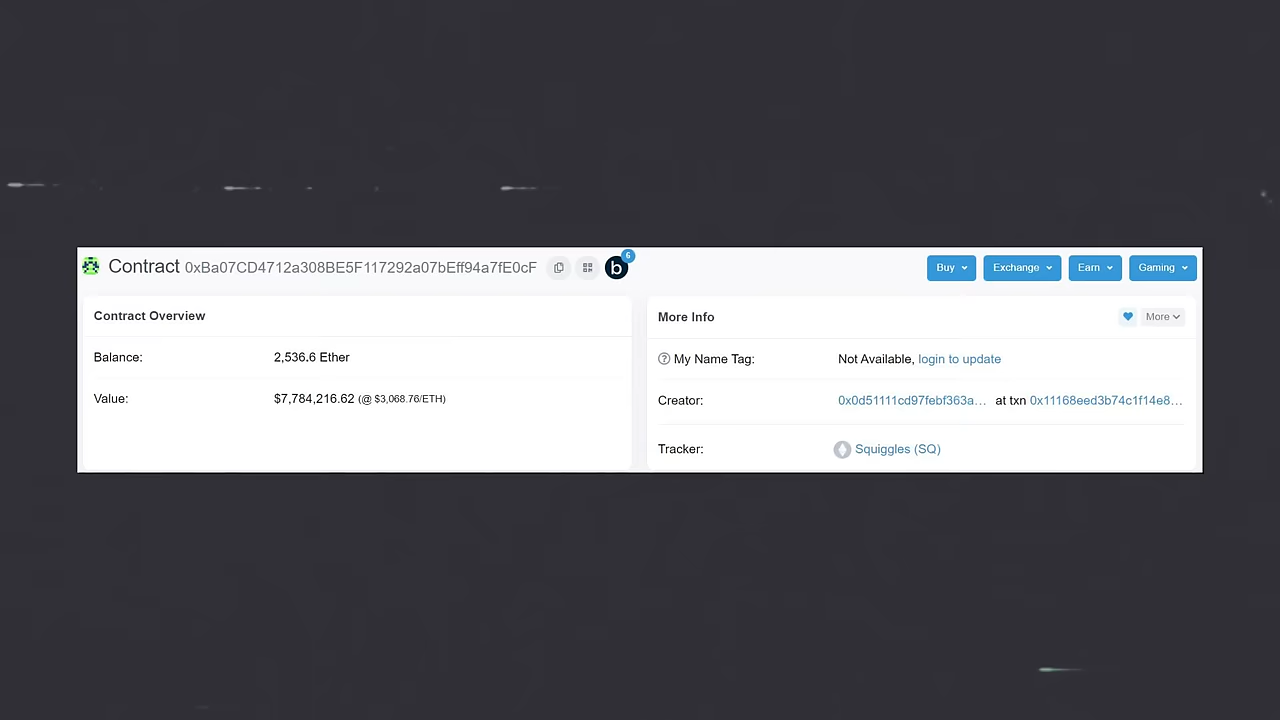 Contract 0xBa07CD4712a308BE5F117292a07bEff94a7fE0cF b 6
Buy Exchange Earn Gaming
Contract Overview
Balance: 2,536.6 Ether
Value: $7,784,216.62 (@ $3,068.76/ETH)
More Info More
My Name Tag: Not Available, login to update
Creator: 0x0d51111cd97febf363a... at txn 0x11168eed3b74c1f14e8...
Tracker: Squiggles (SQ)